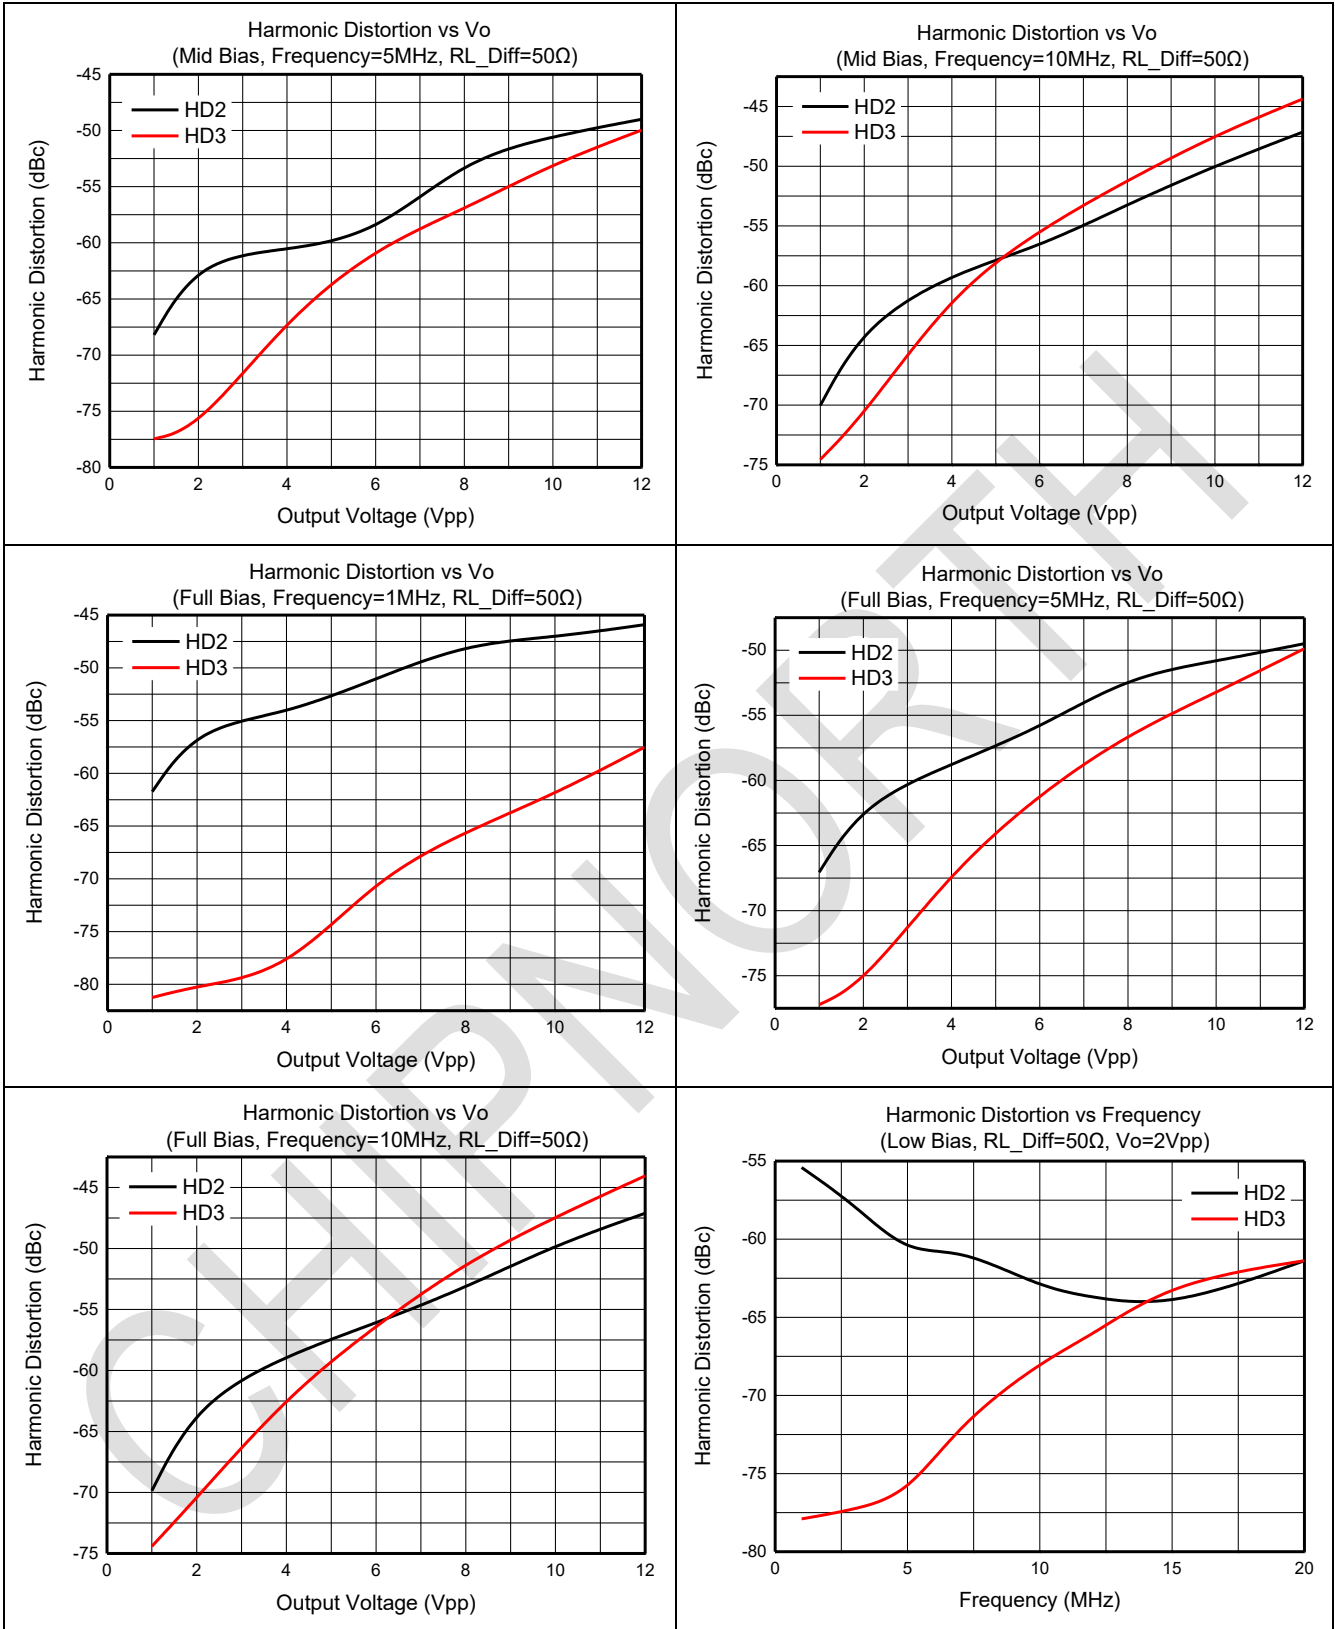 Harmonic Distortion vs Vo
(Mid Bias, Frequency=5MHz, RL_Diff=50Ω)
-45
-50
-55
-60
-65
-70
-75
-80
HD2
HD3
Harmonic Distortion (dBc)
0 2 4 6 8 10 12
Output Voltage (Vpp)
Harmonic Distortion vs Vo
(Mid Bias, Frequency=10MHz, RL_Diff=50Ω)
-45
-50
-55
-60
-65
-70
-75
HD2
HD3
Harmonic Distortion (dBc)
0 2 4 6 8 10 12
Output Voltage (Vpp)
Harmonic Distortion vs Vo
(Full Bias, Frequency=1MHz, RL_Diff=50Ω)
-45
-50
-55
-60
-65
-70
-75
-80
HD2
HD3
Harmonic Distortion (dBc)
0 2 4 6 8 10 12
Output Voltage (Vpp)
Harmonic Distortion vs Vo
(Full Bias, Frequency=5MHz, RL_Diff=50Ω)
-50
-55
-60
-65
-70
-75
HD2
HD3
Harmonic Distortion (dBc)
0 2 4 6 8 10 12
Output Voltage (Vpp)
Harmonic Distortion vs Vo
(Full Bias, Frequency=10MHz, RL_Diff=50Ω)
-45
-50
-55
-60
-65
-70
-75
HD2
HD3
Harmonic Distortion (dBc)
0 2 4 6 8 10 12
Output Voltage (Vpp)
Harmonic Distortion vs Frequency
(Low Bias, RL_Diff=50Ω, Vo=2Vpp)
-55
-60
-65
-70
-75
-80
HD2
HD3
Harmonic Distortion (dBc)
0 5 10 15 20
Frequency (MHz)
CHIPNORTH